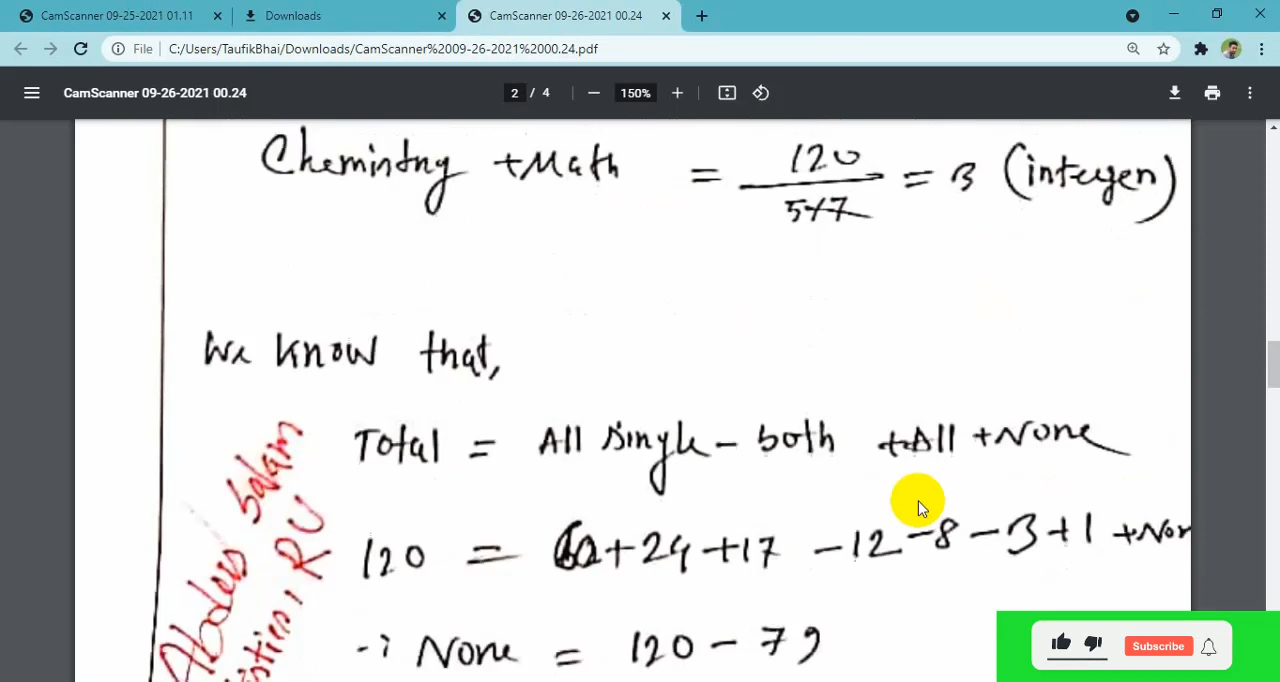 CamScanner 09-25-2021 01.11
Downloads
CamScanner 09-26-2021 00.24
File C:/Users/TaufikBhai/Downloads/CamScanner%2009-26-2021%2000.24.pdf
CamScanner 09-26-2021 00.24
2 / 4
150%
Chemistry +Math = 120 / 5×7 = 3 (integer)
We know that,
Total = All single - both +All +None
120 = 60+24+17 -12-8-3+1 +Non
∴ None = 120 - 79
Salam
RU
Subscribe